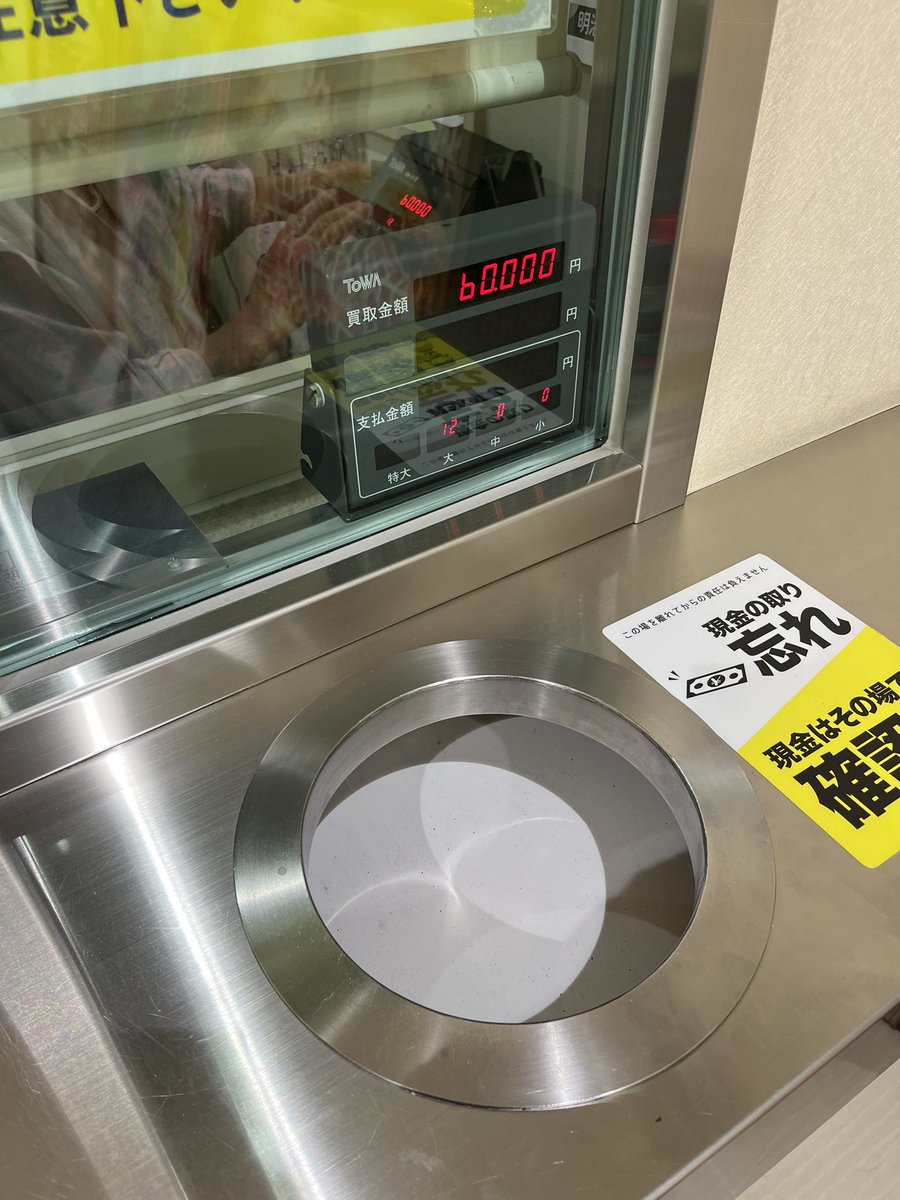 注意下さい
明治
TOWA
買取金額
60.000 円
円
円
支払金額
12 0 0
特大 大 中 小
この場を離れてからの責任は負えません
現金の取り
忘れ
現金はその場で
確認